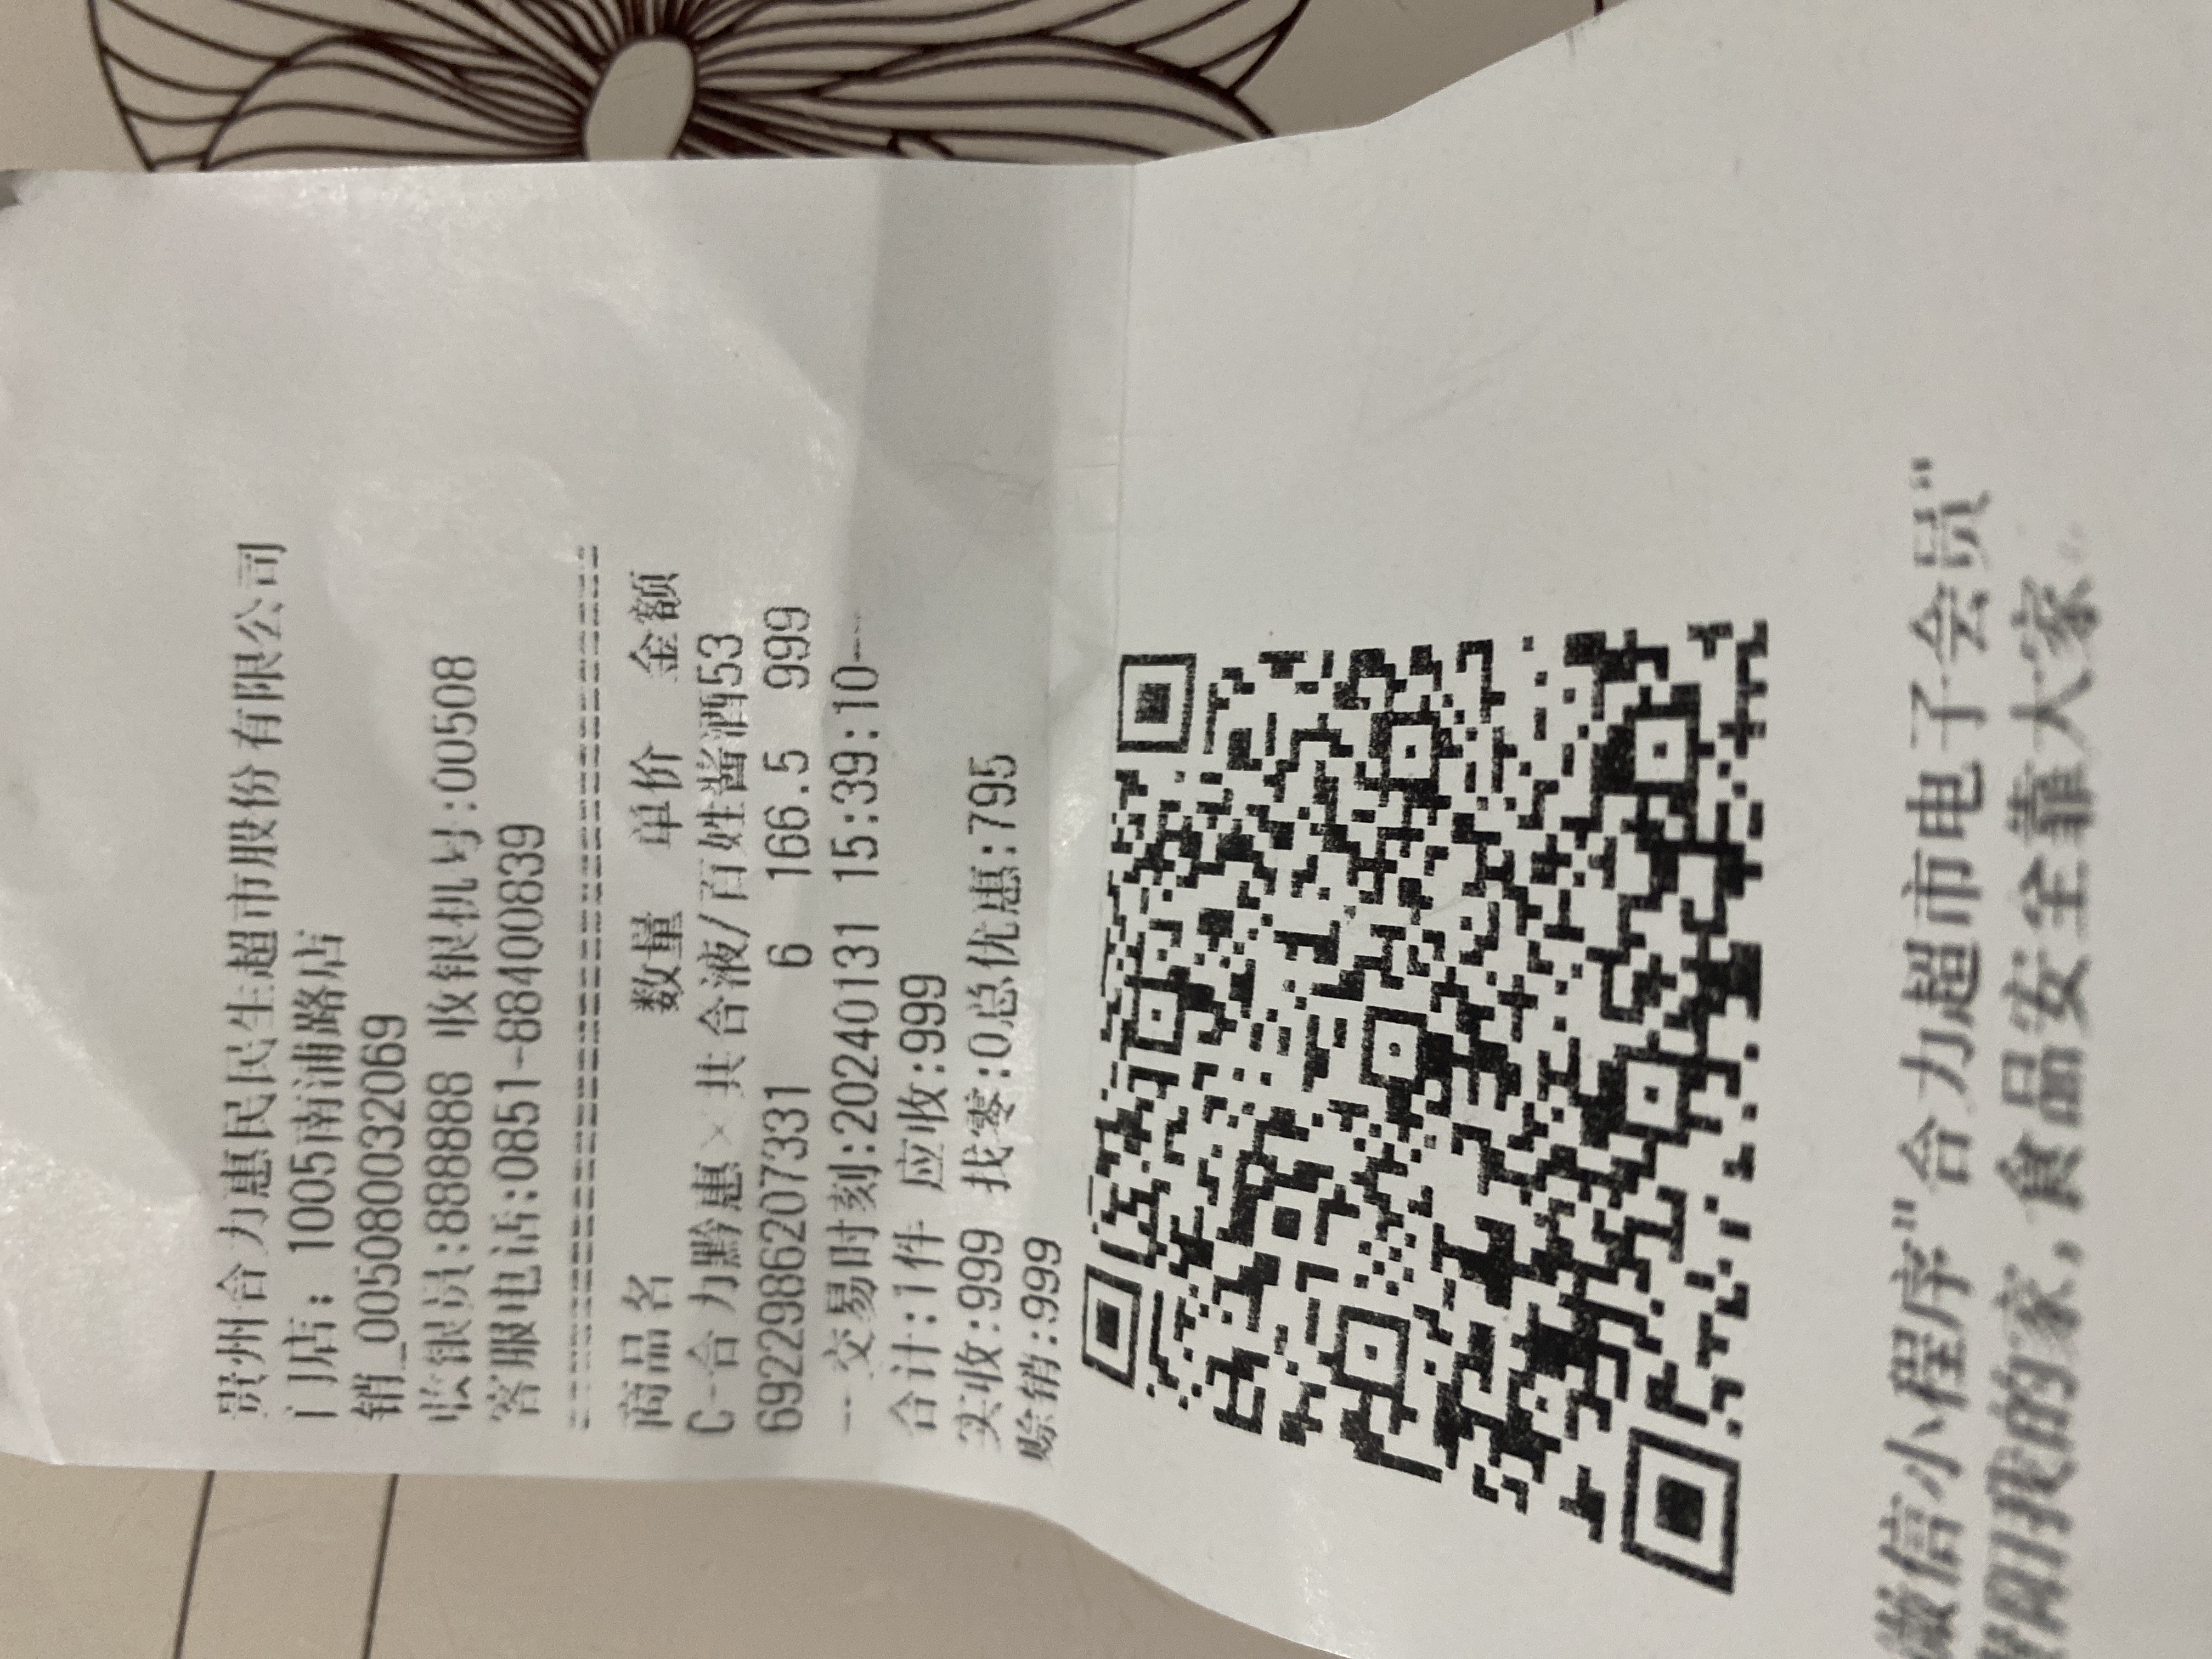 贵州合力惠民民生超市股份有限公司
门店: 1005南浦路店
销_0050800032069
收银员:888888 收银机号:00508
客服电话:0851-88400839
商品名 数量 单价 金额
C-合力黔惠×共合液/百姓酱酒53
6922986207331 6 166.5 999
--交易时刻:20240131 15:39:10--
合计:1件 应收:999
实收:999 找零:0总优惠:795
赊销:999
微信小程序"合力超市电子会员"
我的家,食品安全靠大家。